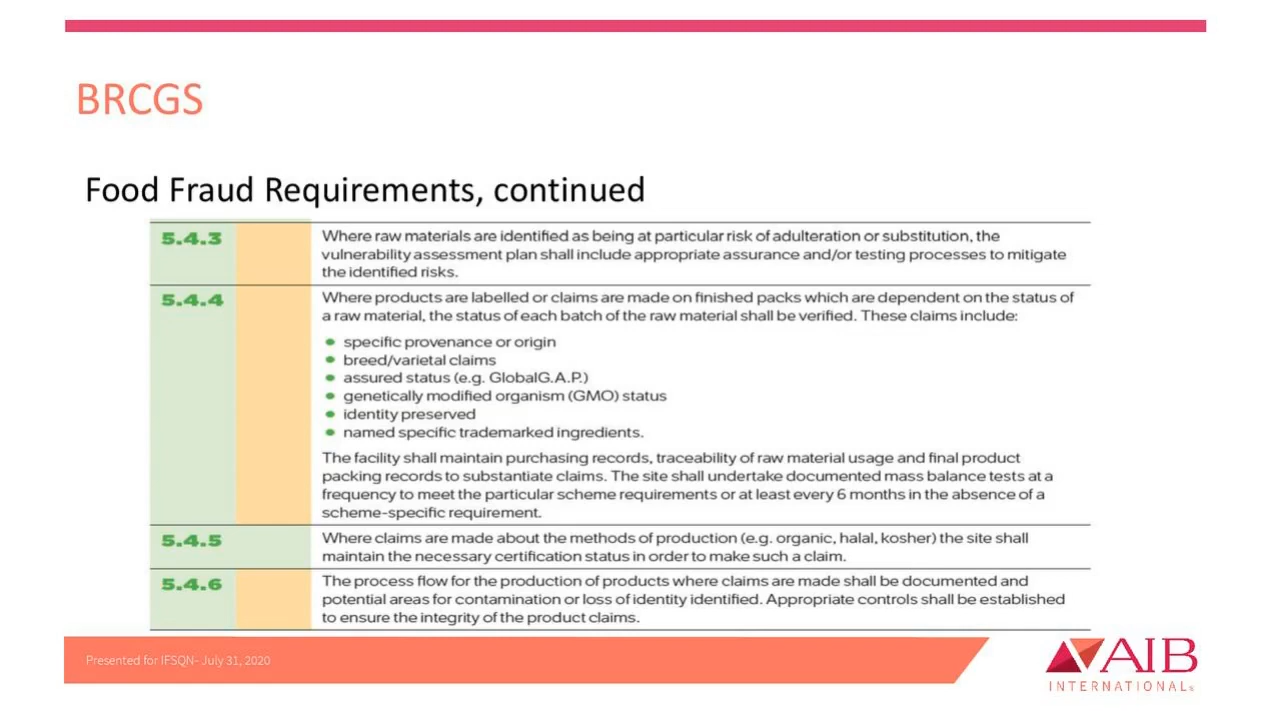 BRCGS
Food Fraud Requirements, continued
5.4.3
Where raw materials are identified as being at particular risk of adulteration or substitution, the
vulnerability assessment plan shall include appropriate assurance and/or testing processes to mitigate
the identified risks.
5.4.4
Where products are labelled or claims are made on finished packs which are dependent on the status of
a raw material, the status of each batch of the raw material shall be verified. These claims include:
• specific provenance or origin
• breed/varietal claims
• assured status (e.g. GlobalG.A.P.)
• genetically modified organism (GMO) status
• identity preserved
• named specific trademarked ingredients.
The facility shall maintain purchasing records, traceability of raw material usage and final product
packing records to substantiate claims. The site shall undertake documented mass balance tests at a
frequency to meet the particular scheme requirements or at least every 6 months in the absence of a
scheme-specific requirement.
5.4.5
Where claims are made about the methods of production (e.g. organic, halal, kosher) the site shall
maintain the necessary certification status in order to make such a claim.
5.4.6
The process flow for the production of products where claims are made shall be documented and
potential areas for contamination or loss of identity identified. Appropriate controls shall be established
to ensure the integrity of the product claims.
Presented for IFSQN- July 31, 2020
AIB
INTERNATIONAL